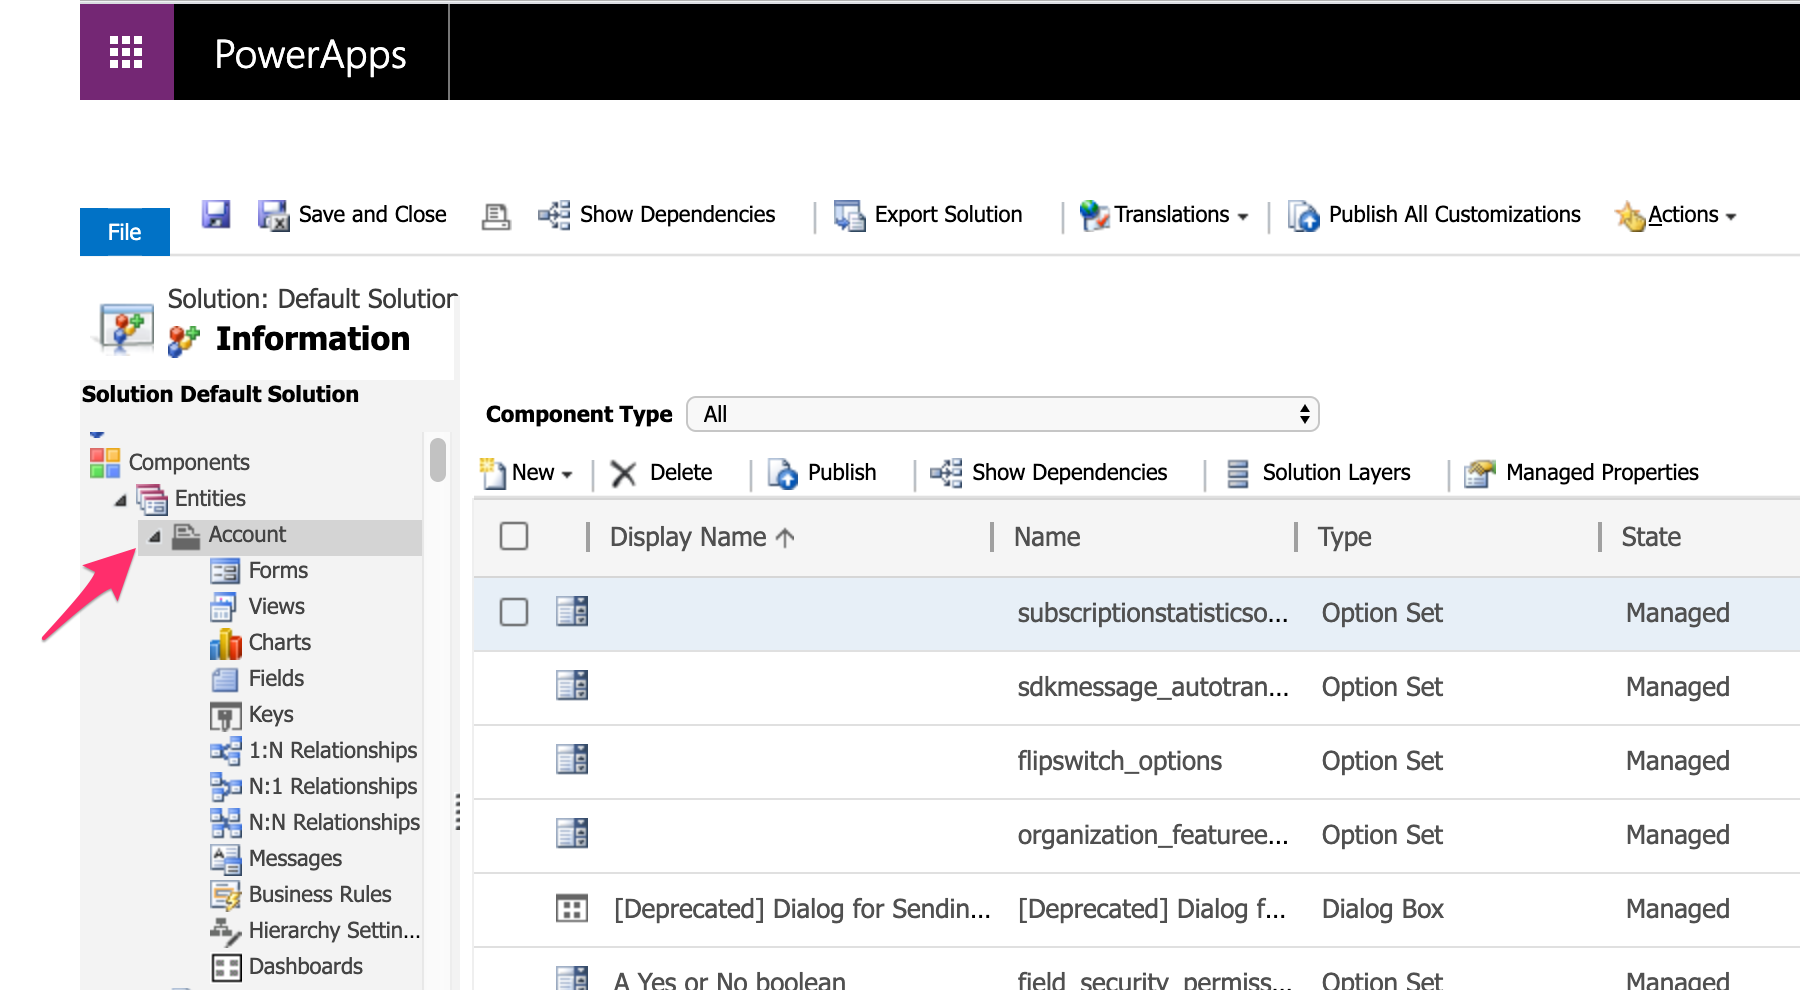 PowerApps
File
Save and Close
Show Dependencies
Export Solution
Translations
Publish All Customizations
Actions
Solution: Default Solution
Information
Solution Default Solution
Components
Entities
Account
Forms
Views
Charts
Fields
Keys
1:N Relationships
N:1 Relationships
N:N Relationships
Messages
Business Rules
Hierarchy Settin...
Dashboards
Component Type All
New Delete Publish Show Dependencies Solution Layers Managed Properties
Display Name Name Type State
subscriptionstatisticso... Option Set Managed
sdkmessage_autotran... Option Set Managed
flipswitch_options Option Set Managed
organization_featuree... Option Set Managed
[Deprecated] Dialog for Sendin... [Deprecated] Dialog f... Dialog Box Managed
A Yes or No boolean field_security_permiss... Option Set Managed